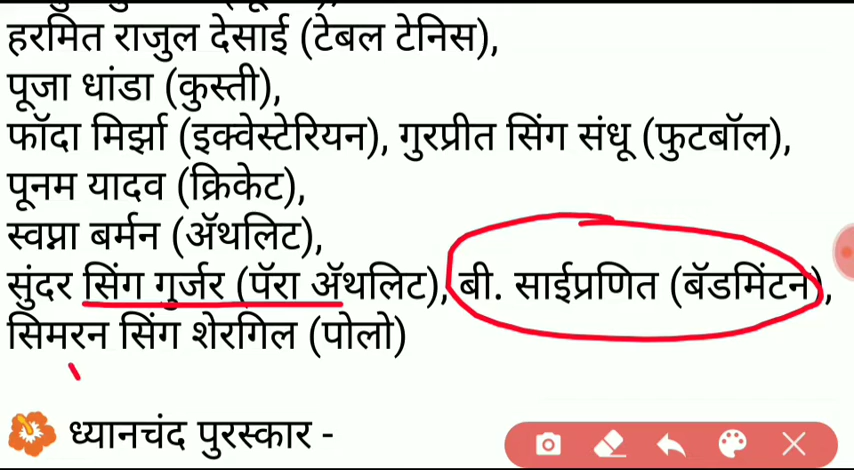 हरमित राजुल देसाई (टेबल टेनिस),
पूजा धांडा (कुस्ती),
फॉदा मिर्झा (इक्वेस्टेरियन), गुरप्रीत सिंग संधू (फुटबॉल),
पूनम यादव (क्रिकेट),
स्वप्ना बर्मन (ॲथलिट),
सुंदर सिंग गुर्जर (पॅरा ॲथलिट), बी. साईप्रणित (बॅडमिंटन),
सिमरन सिंग शेरगिल (पोलो)
ध्यानचंद पुरस्कार -